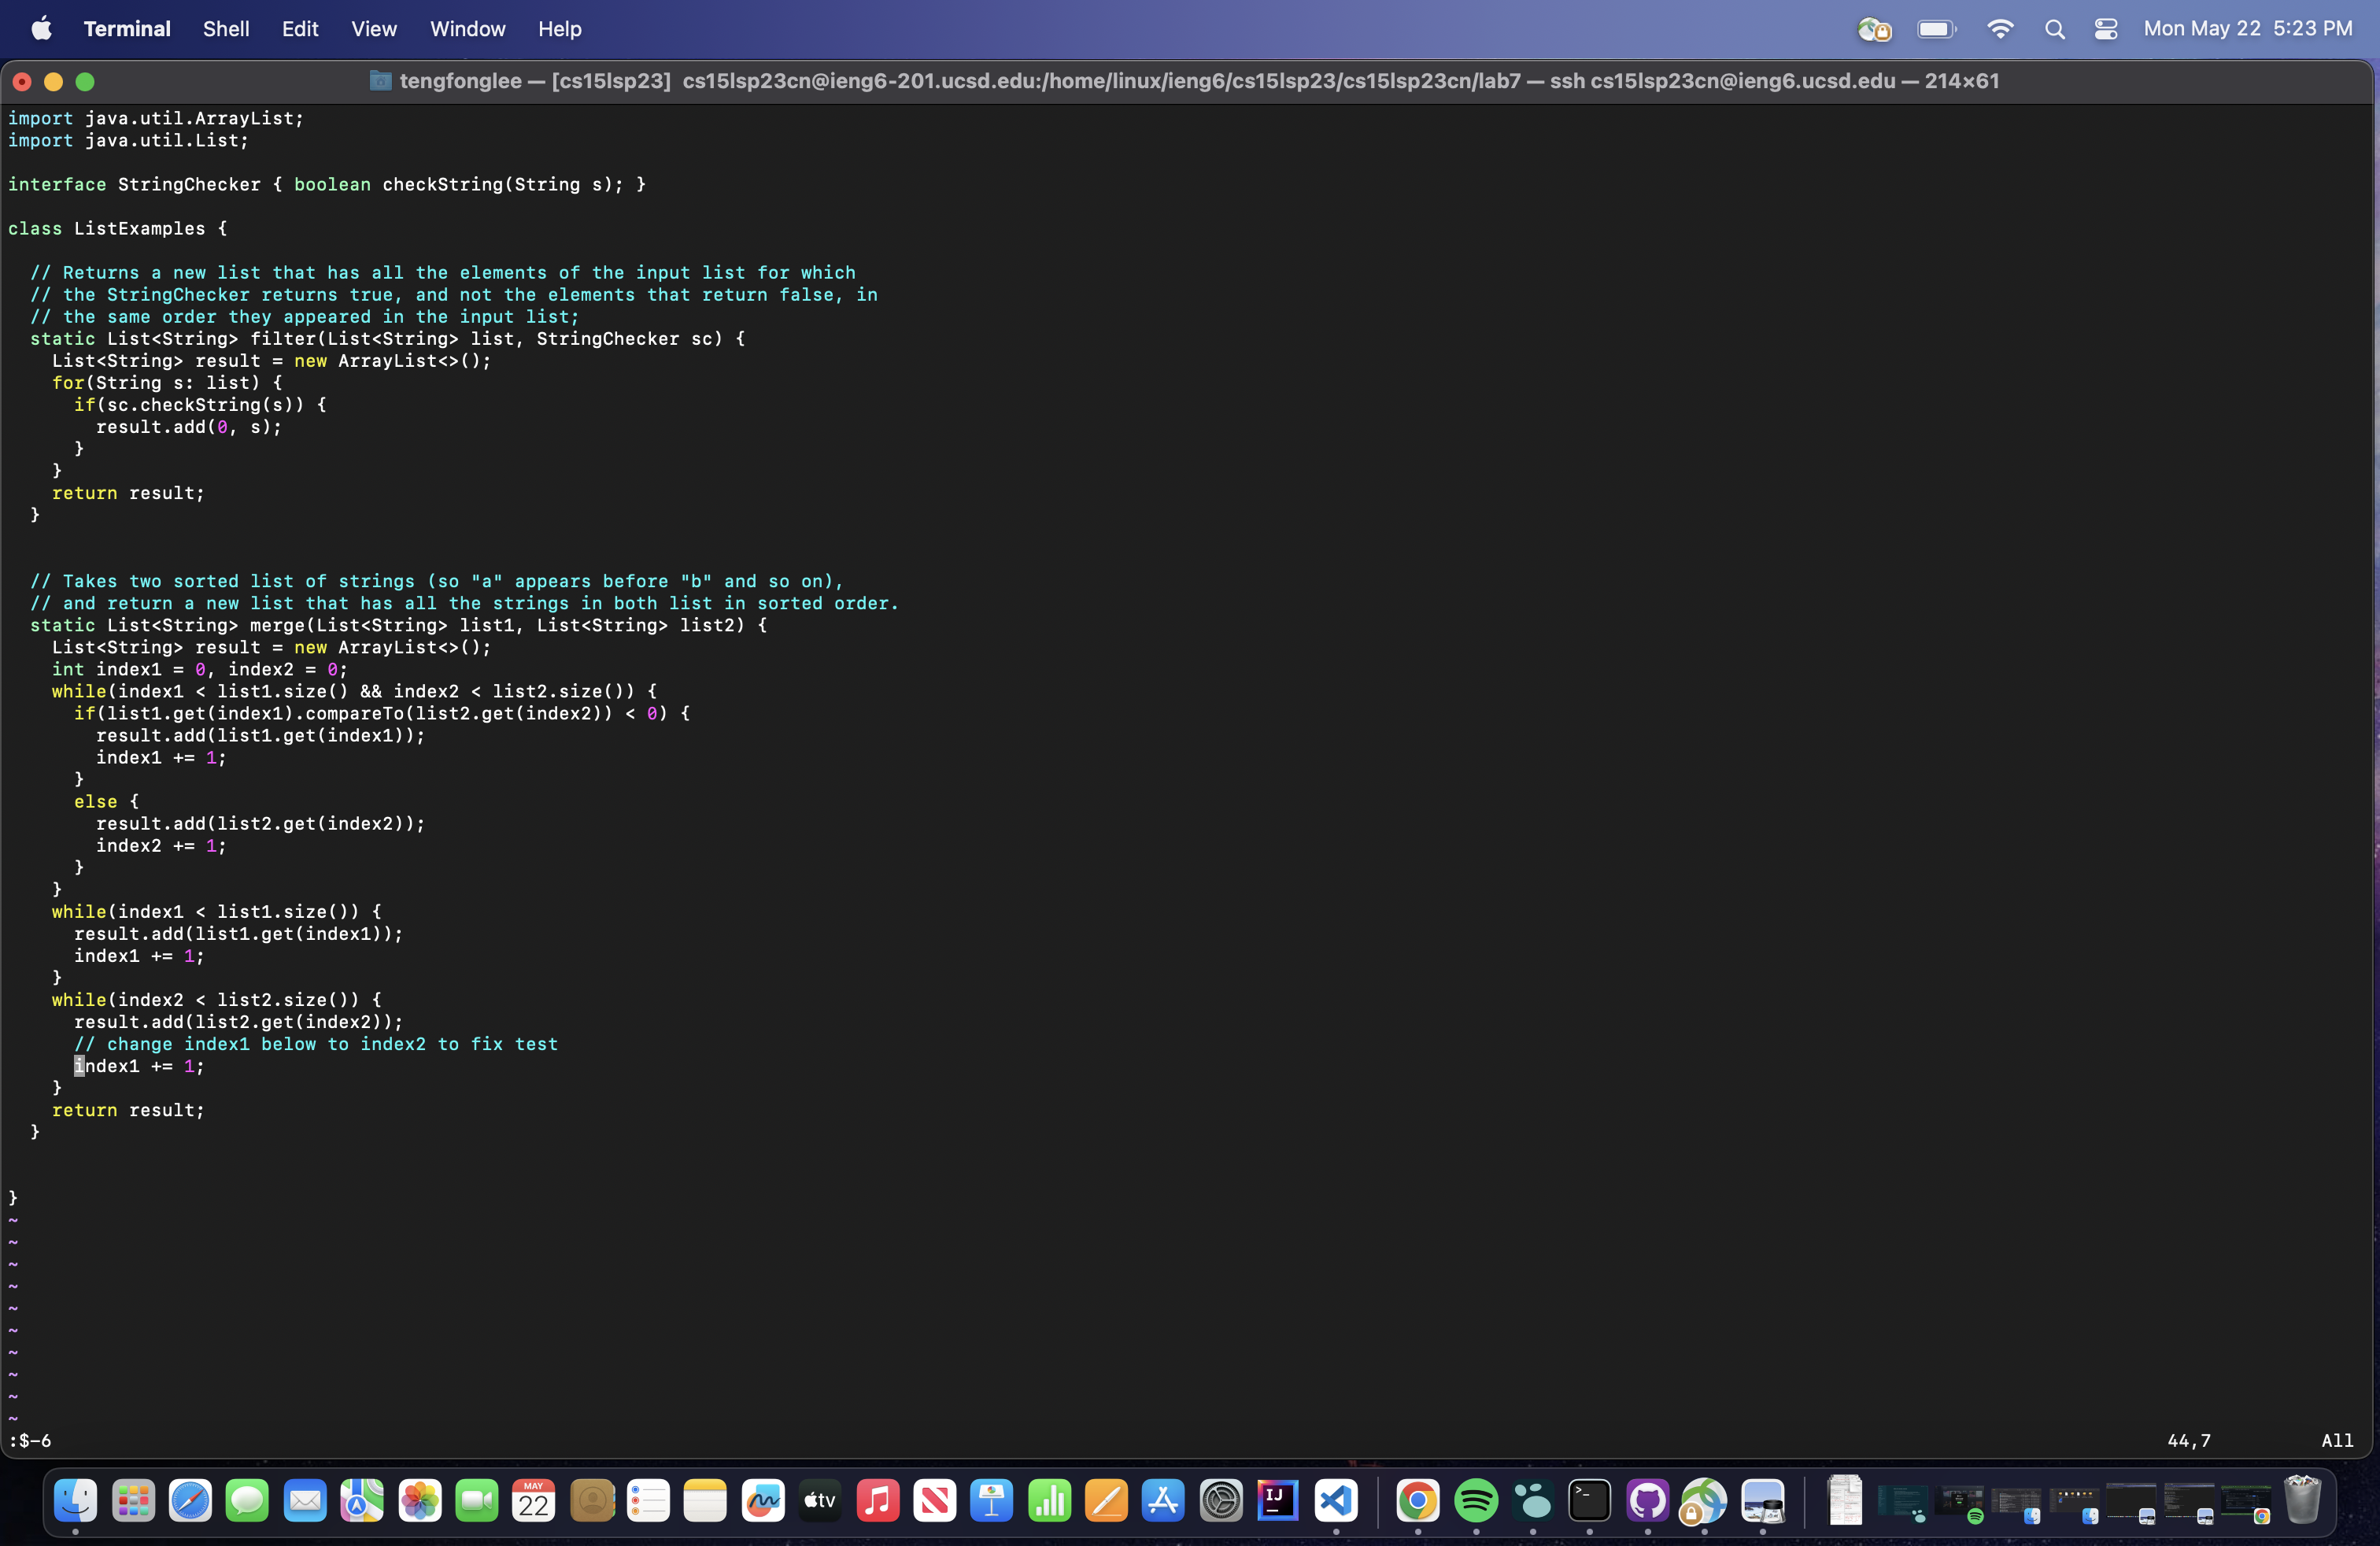 Terminal Shell Edit View Window Help Mon May 22 5:23 PM
tengfonglee — [cs15lsp23] cs15lsp23cn@ieng6-201.ucsd.edu:/home/linux/ieng6/cs15lsp23/cs15lsp23cn/lab7 — ssh cs15lsp23cn@ieng6.ucsd.edu — 214×61
import java.util.ArrayList;
import java.util.List;
interface StringChecker { boolean checkString(String s); }
class ListExamples {
// Returns a new list that has all the elements of the input list for which
// the StringChecker returns true, and not the elements that return false, in
// the same order they appeared in the input list;
static List<String> filter(List<String> list, StringChecker sc) {
List<String> result = new ArrayList<>();
for(String s: list) {
if(sc.checkString(s)) {
result.add(0, s);
}
}
return result;
}
// Takes two sorted list of strings (so "a" appears before "b" and so on),
// and return a new list that has all the strings in both list in sorted order.
static List<String> merge(List<String> list1, List<String> list2) {
List<String> result = new ArrayList<>();
int index1 = 0, index2 = 0;
while(index1 < list1.size() && index2 < list2.size()) {
if(list1.get(index1).compareTo(list2.get(index2)) < 0) {
result.add(list1.get(index1));
index1 += 1;
}
else {
result.add(list2.get(index2));
index2 += 1;
}
}
while(index1 < list1.size()) {
result.add(list1.get(index1));
index1 += 1;
}
while(index2 < list2.size()) {
result.add(list2.get(index2));
// change index1 below to index2 to fix test
index1 += 1;
}
return result;
}
}
~
~
~
~
~
~
~
~
~
~
:$-6 44,7 All
MAY
22
tv
IJ
>_